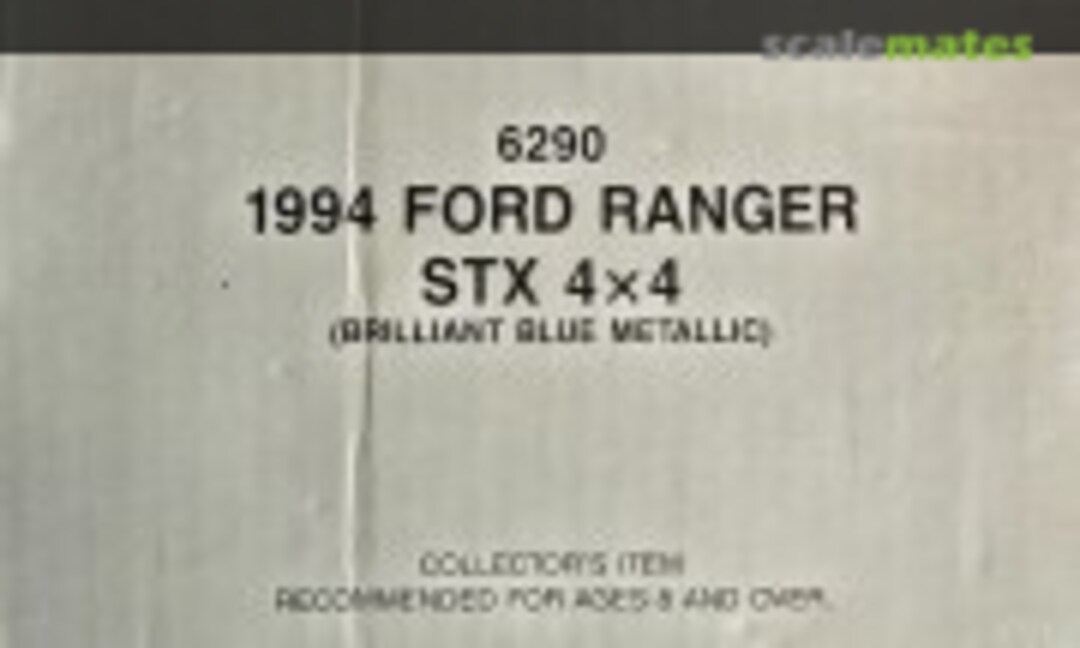 scalemates
6290
1994 FORD RANGER
STX 4×4
(BRILLIANT BLUE METALLIC)
COLLECTOR'S ITEM
RECOMMENDED FOR AGES 8 AND OVER.